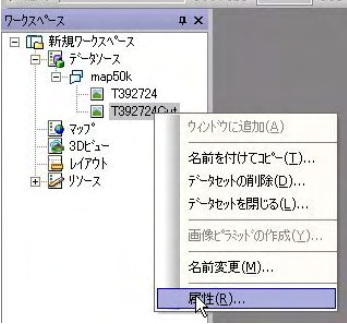 ワークスペース
新規ワークスペース
データソース
map50k
T392724
T392724Cut
マップ
3Dビュー
レイアウト
リソース
ウィンドウに追加(A)
名前を付けてコピー(T)...
データセットの削除(D)...
データセットを閉じる(L)...
画像ピラミッドの作成(Y)...
名前変更(M)...
属性(R)...